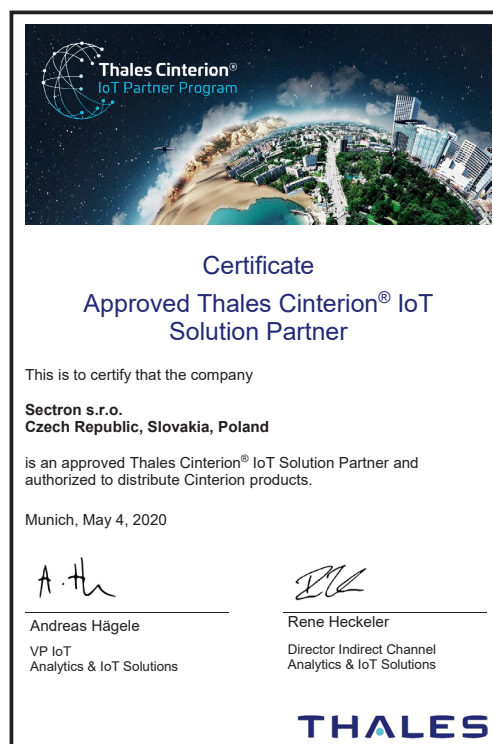 Thales Cinterion®
IoT Partner Program
Certificate
Approved Thales Cinterion® IoT
Solution Partner
This is to certify that the company
Sectron s.r.o.
Czech Republic, Slovakia, Poland
is an approved Thales Cinterion® IoT Solution Partner and
authorized to distribute Cinterion products.
Munich, May 4, 2020
Andreas Hägele
VP IoT
Analytics & IoT Solutions
Rene Heckeler
Director Indirect Channel
Analytics & IoT Solutions
THALES